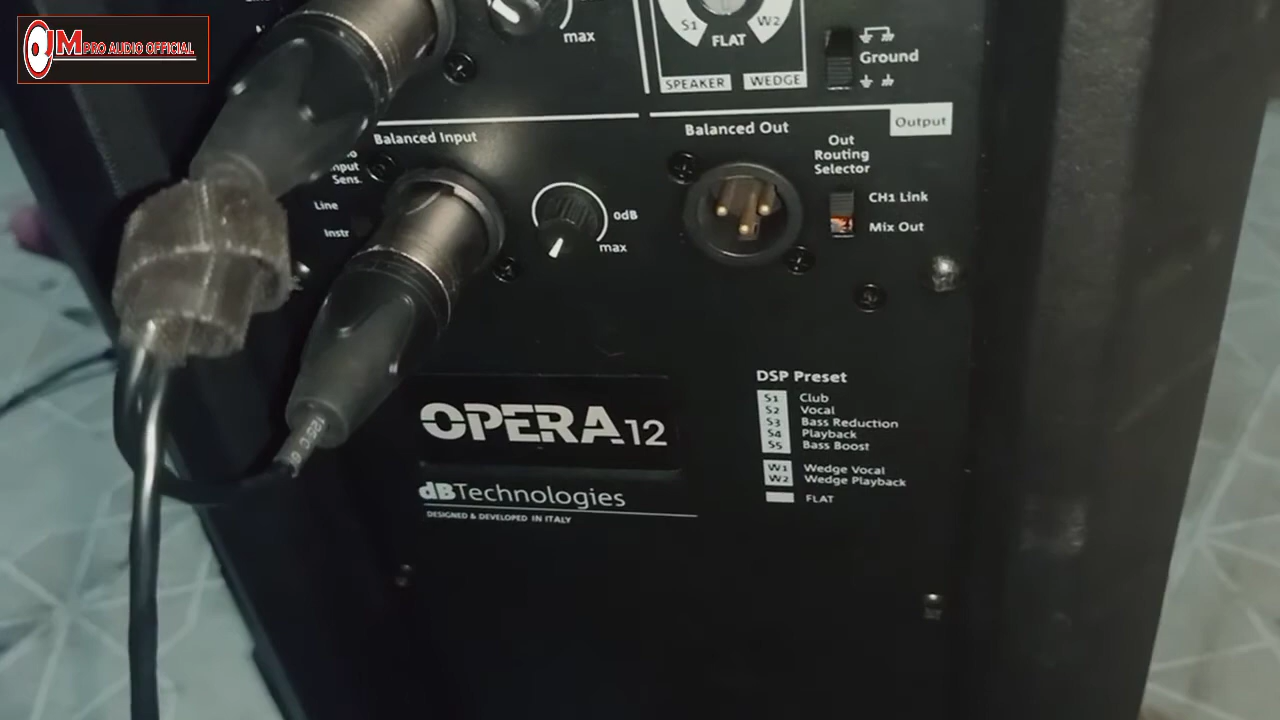 JM PRO AUDIO OFFICIAL
max
S1
W2
FLAT
SPEAKER
WEDGE
Ground
Output
Balanced Input
Balanced Out
Out
Routing
Selector
Sens.
Line
Instr
0dB
max
CH1 Link
Mix Out
OPERA12
dBTechnologies
DESIGNED & DEVELOPED IN ITALY
DSP Preset
S1 Club
S2 Vocal
S3 Bass Reduction
S4 Playback
S5 Bass Boost
W1 Wedge Vocal
W2 Wedge Playback
FLAT